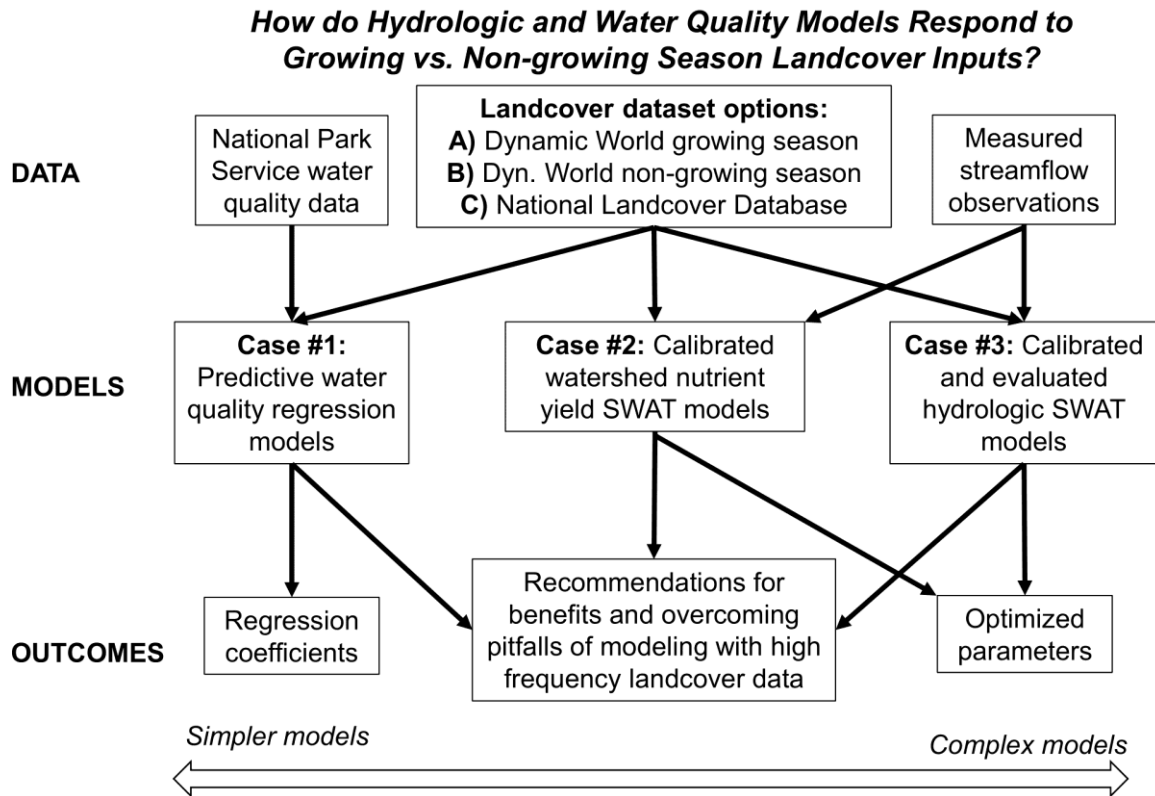 How do Hydrologic and Water Quality Models Respond to
Growing vs. Non-growing Season Landcover Inputs?
DATA
National Park
Service water
quality data
Landcover dataset options:
A) Dynamic World growing season
B) Dyn. World non-growing season
C) National Landcover Database
Measured
streamflow
observations
MODELS
Case #1:
Predictive water
quality regression
models
Case #2: Calibrated
watershed nutrient
yield SWAT models
Case #3: Calibrated
and evaluated
hydrologic SWAT
models
OUTCOMES
Regression
coefficients
Recommendations for
benefits and overcoming
pitfalls of modeling with high
frequency landcover data
Optimized
parameters
Simpler models
Complex models